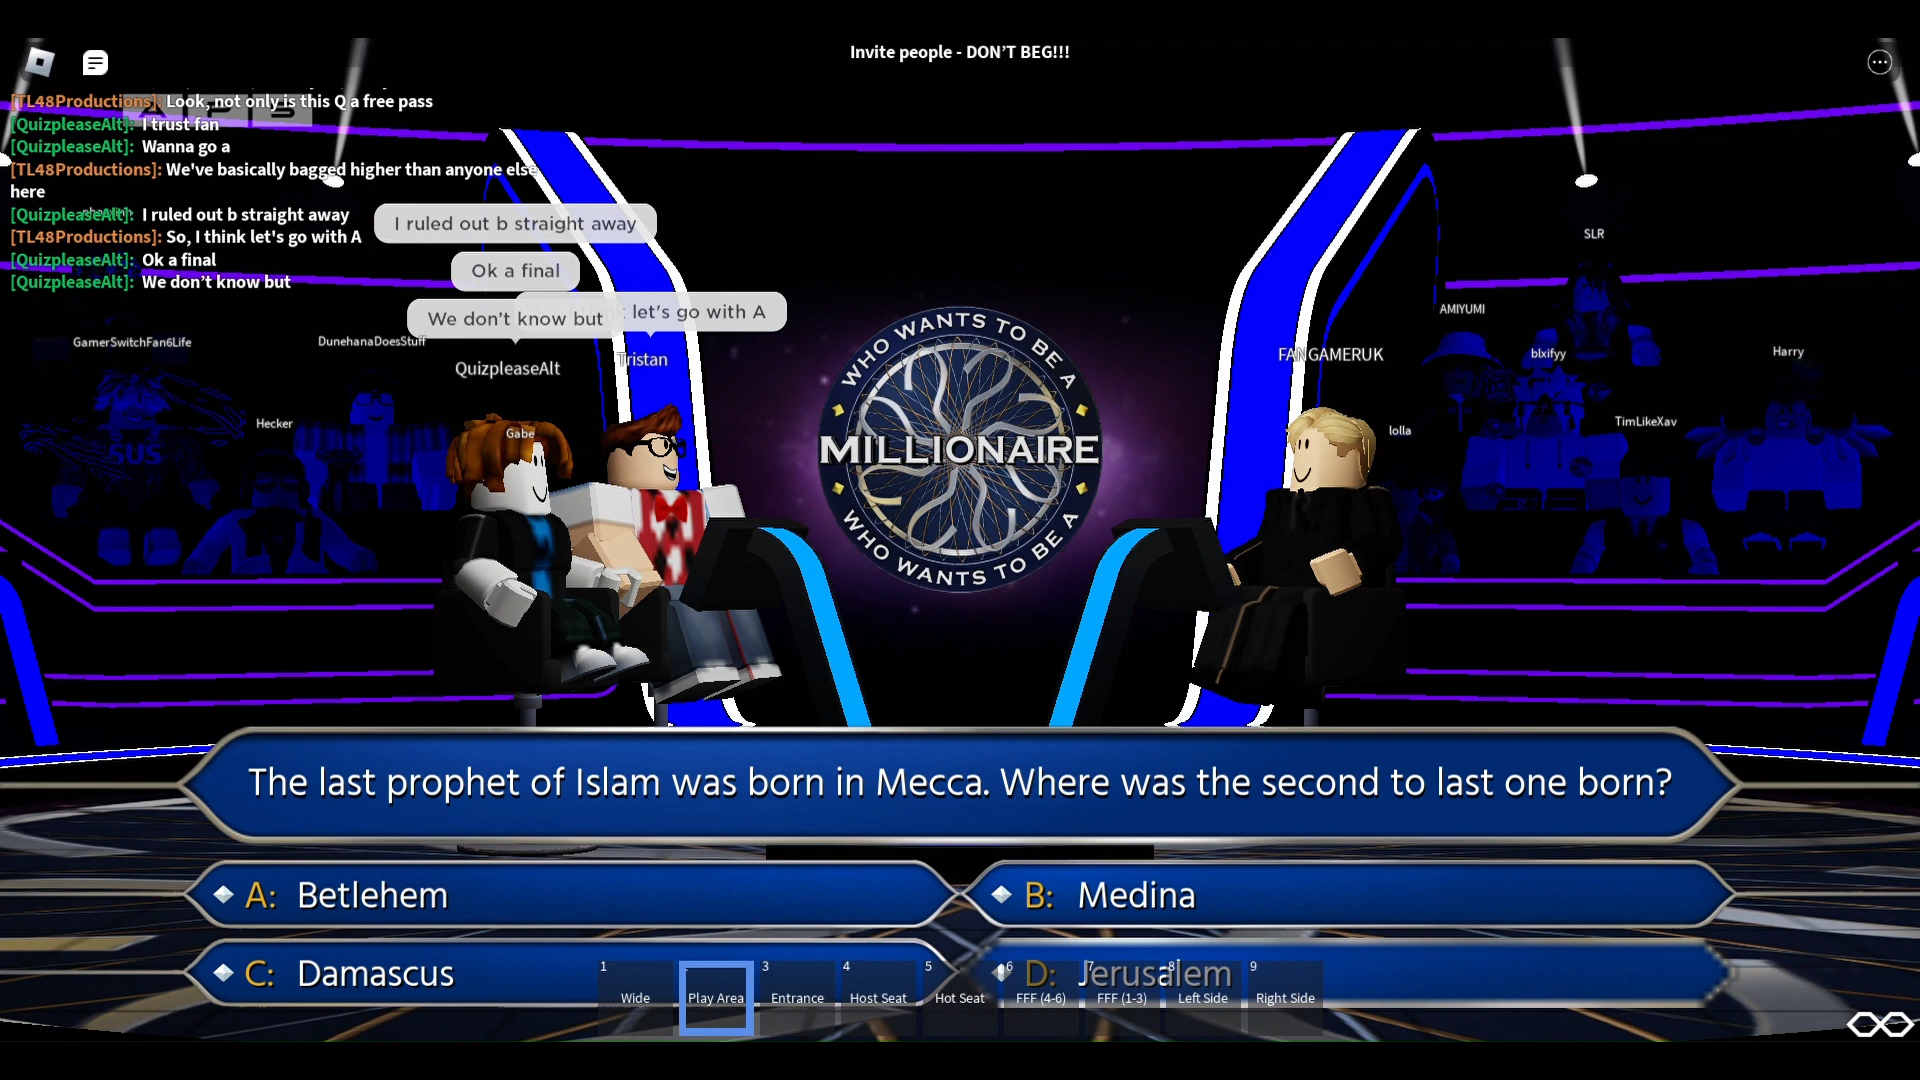 Invite people - DON'T BEG!!!
[TL48Productions]: Look, not only is this Q a free pass
[QuizpleaseAlt]: I trust fan
[QuizpleaseAlt]: Wanna go a
[TL48Productions]: We've basically bagged higher than anyone else
here
[QuizpleaseAlt]: I ruled out b straight away
[TL48Productions]: So, I think let's go with A
[QuizpleaseAlt]: Ok a final
[QuizpleaseAlt]: We don't know but
I ruled out b straight away
Ok a final
let's go with A
We don't know but
QuizpleaseAlt
Tristan
GamerSwitchFan6Life
DunehanaDoesStuff
Hecker
Gabe
SUS
WHO WANTS TO BE A
MILLIONAIRE
WHO WANTS TO BE A
FANGAMERUK
SLR
AMIYUMI
blxifyy
Harry
TimLikeXav
lolla
The last prophet of Islam was born in Mecca. Where was the second to last one born?
A: Betlehem
B: Medina
C: Damascus
D: Jerusalem
1 3 4 5 6 7 8 9
Wide Play Area Entrance Host Seat Hot Seat FFF (4-6) FFF (1-3) Left Side Right Side